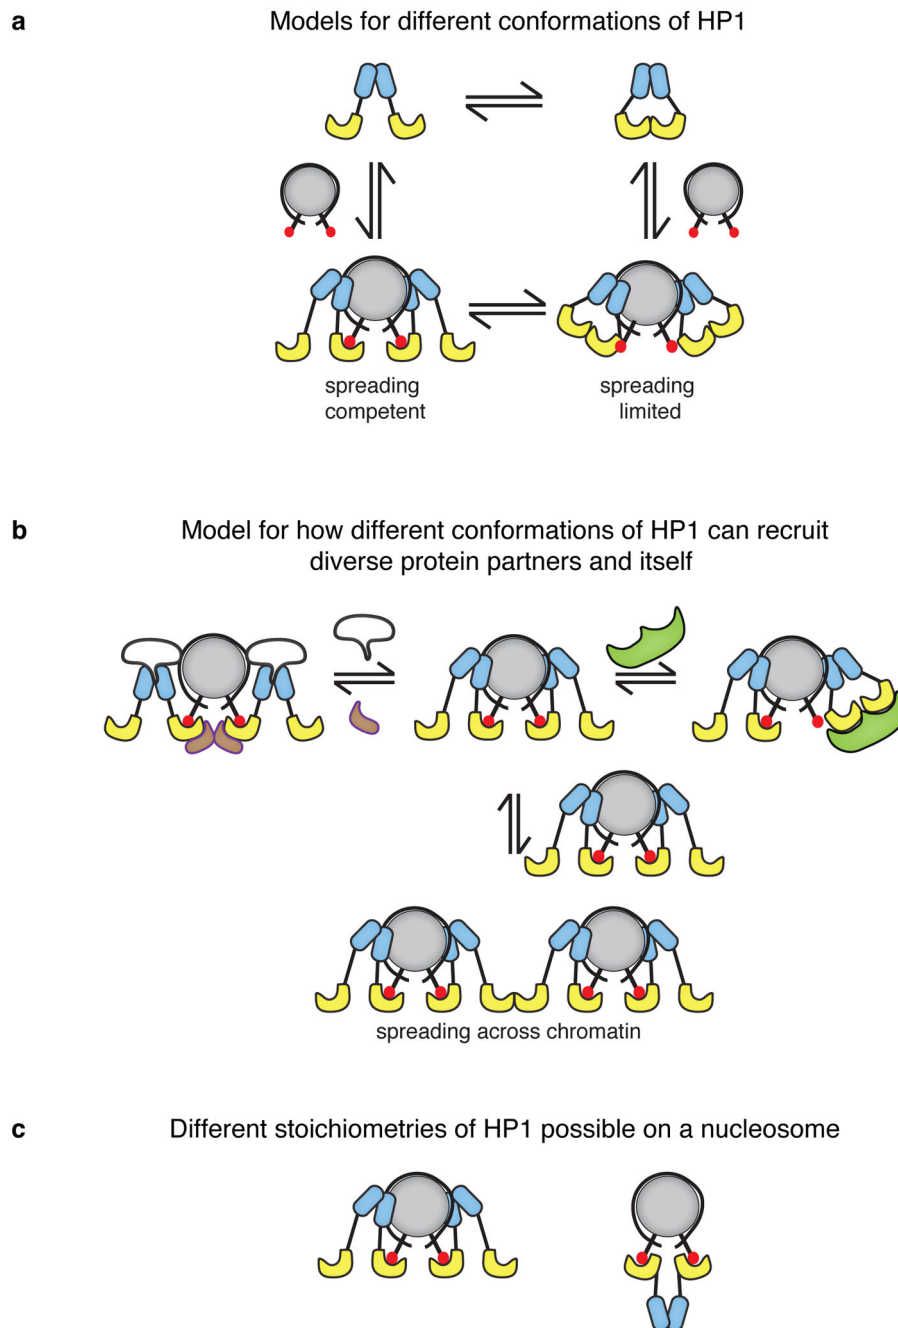 a
Models for different conformations of HP1
spreading
competent
spreading
limited
b
Model for how different conformations of HP1 can recruit
diverse protein partners and itself
spreading across chromatin
c
Different stoichiometries of HP1 possible on a nucleosome